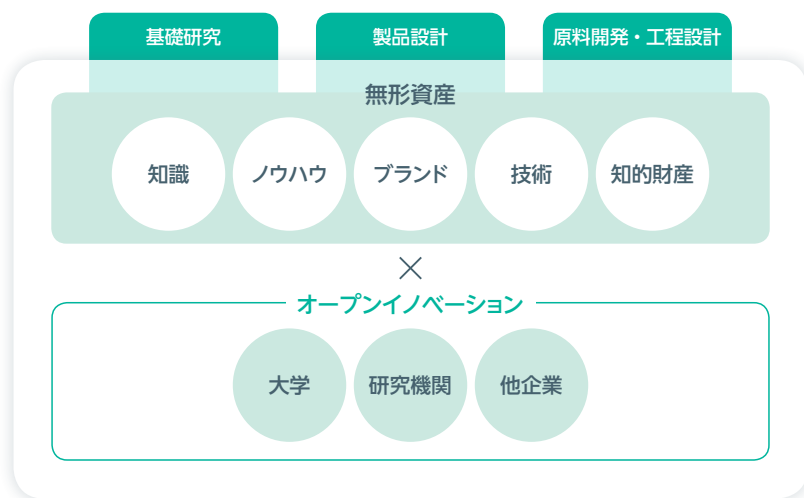 基礎研究
製品設計
原料開発・工程設計
無形資産
知識
ノウハウ
ブランド
技術
知的財産
×
オープンイノベーション
大学
研究機関
他企業